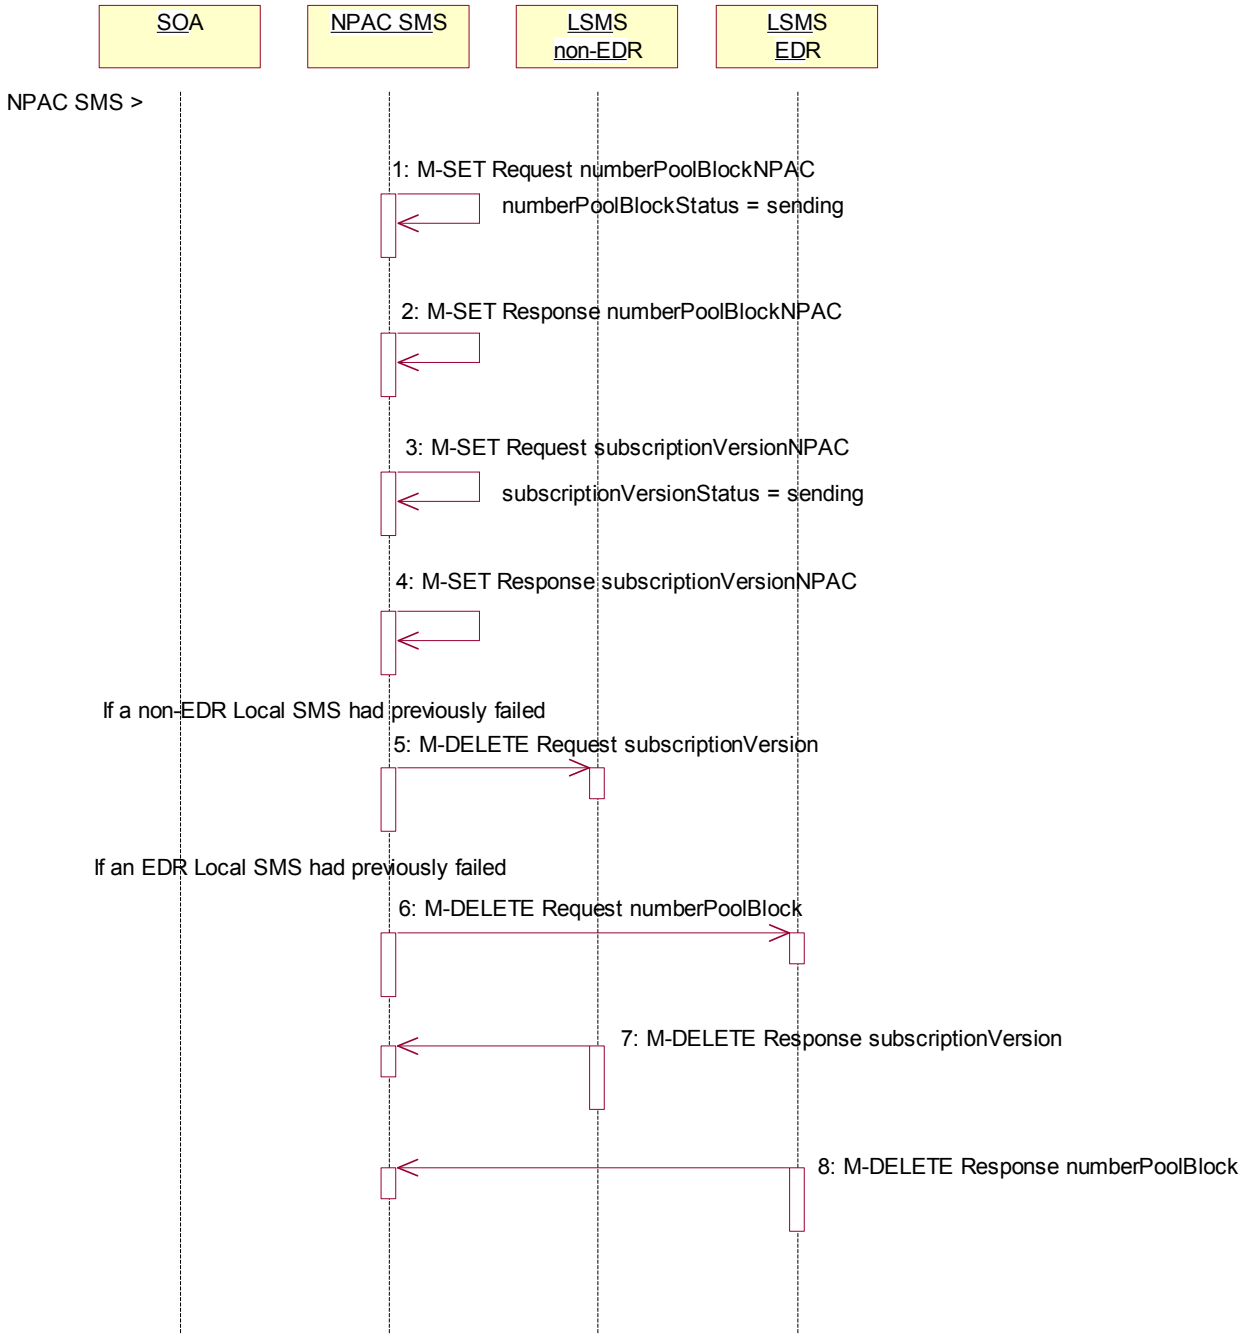 SOA
NPAC SMS
LSMS
non-EDR
LSMS
EDR
NPAC SMS >
1: M-SET Request numberPoolBlockNPAC
numberPoolBlockStatus = sending
2: M-SET Response numberPoolBlockNPAC
3: M-SET Request subscriptionVersionNPAC
subscriptionVersionStatus = sending
4: M-SET Response subscriptionVersionNPAC
If a non-EDR Local SMS had previously failed
5: M-DELETE Request subscriptionVersion
If an EDR Local SMS had previously failed
6: M-DELETE Request numberPoolBlock
7: M-DELETE Response subscriptionVersion
8: M-DELETE Response numberPoolBlock